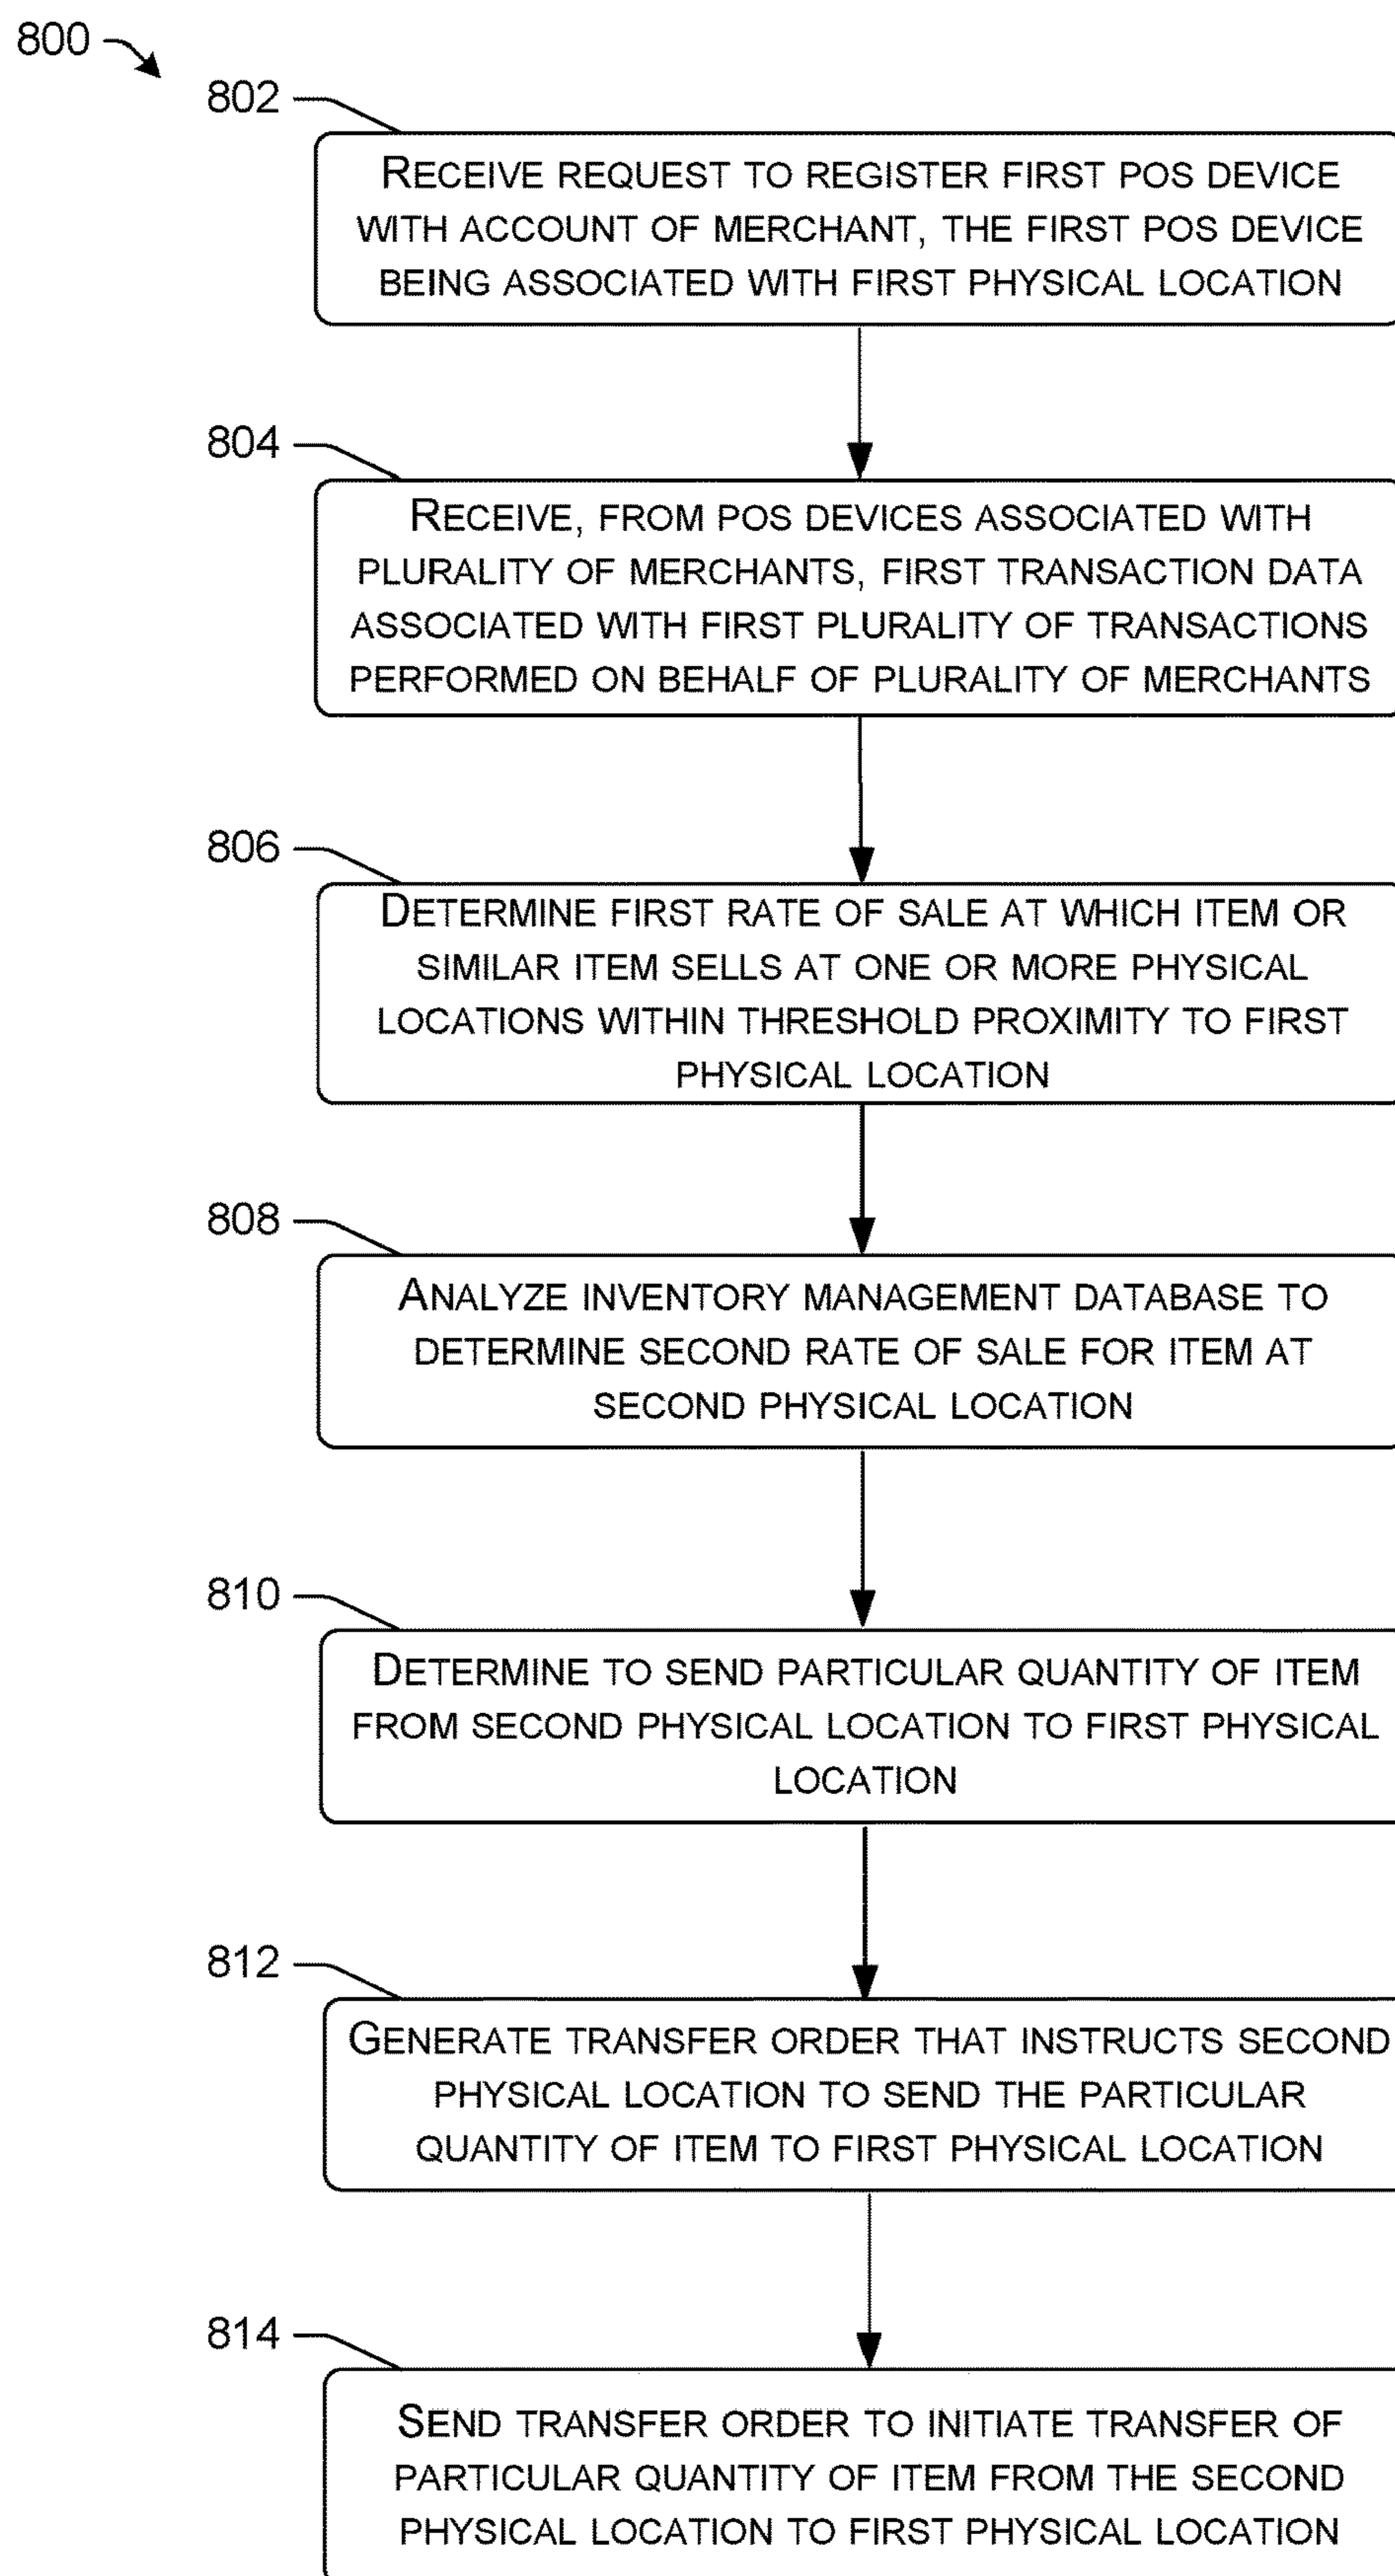 800
802
RECEIVE REQUEST TO REGISTER FIRST POS DEVICE
WITH ACCOUNT OF MERCHANT, THE FIRST POS DEVICE
BEING ASSOCIATED WITH FIRST PHYSICAL LOCATION
804
RECEIVE, FROM POS DEVICES ASSOCIATED WITH
PLURALITY OF MERCHANTS, FIRST TRANSACTION DATA
ASSOCIATED WITH FIRST PLURALITY OF TRANSACTIONS
PERFORMED ON BEHALF OF PLURALITY OF MERCHANTS
806
DETERMINE FIRST RATE OF SALE AT WHICH ITEM OR
SIMILAR ITEM SELLS AT ONE OR MORE PHYSICAL
LOCATIONS WITHIN THRESHOLD PROXIMITY TO FIRST
PHYSICAL LOCATION
808
ANALYZE INVENTORY MANAGEMENT DATABASE TO
DETERMINE SECOND RATE OF SALE FOR ITEM AT
SECOND PHYSICAL LOCATION
810
DETERMINE TO SEND PARTICULAR QUANTITY OF ITEM
FROM SECOND PHYSICAL LOCATION TO FIRST PHYSICAL
LOCATION
812
GENERATE TRANSFER ORDER THAT INSTRUCTS SECOND
PHYSICAL LOCATION TO SEND THE PARTICULAR
QUANTITY OF ITEM TO FIRST PHYSICAL LOCATION
814
SEND TRANSFER ORDER TO INITIATE TRANSFER OF
PARTICULAR QUANTITY OF ITEM FROM THE SECOND
PHYSICAL LOCATION TO FIRST PHYSICAL LOCATION